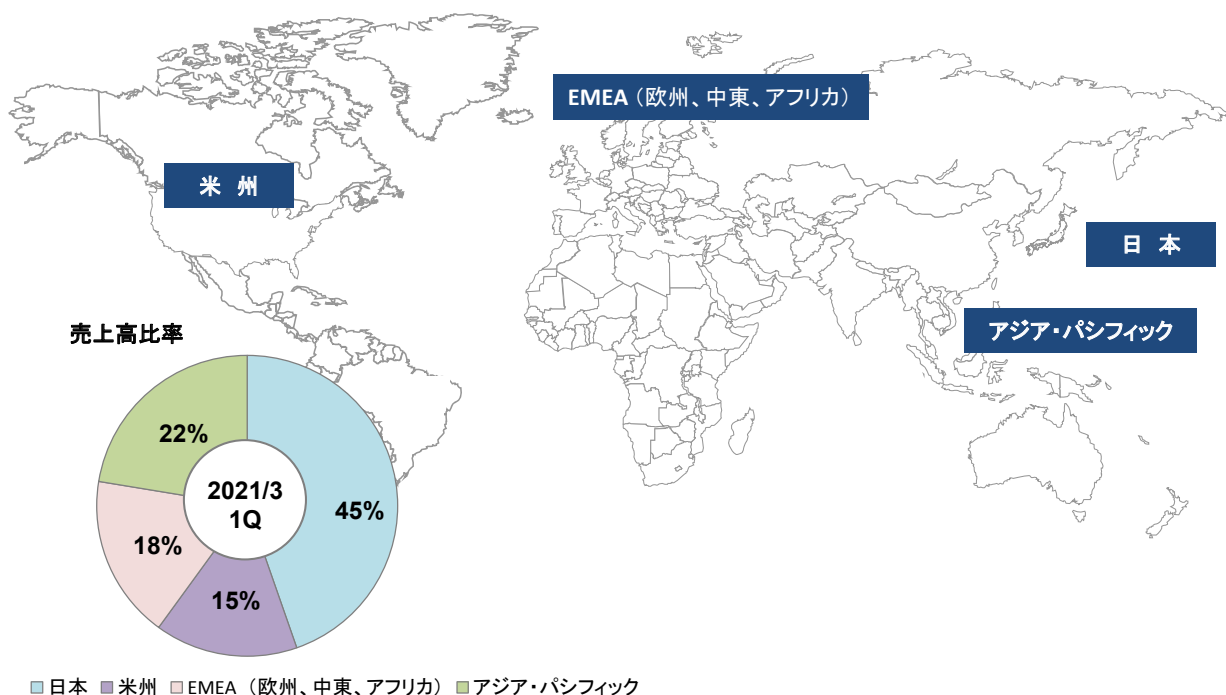 EMEA（欧州、中東、アフリカ）
米 州
日 本
アジア・パシフィック
売上高比率
22%
45%
18%
15%
2021/3
1Q
日本 米州 EMEA （欧州、中東、アフリカ） アジア・パシフィック